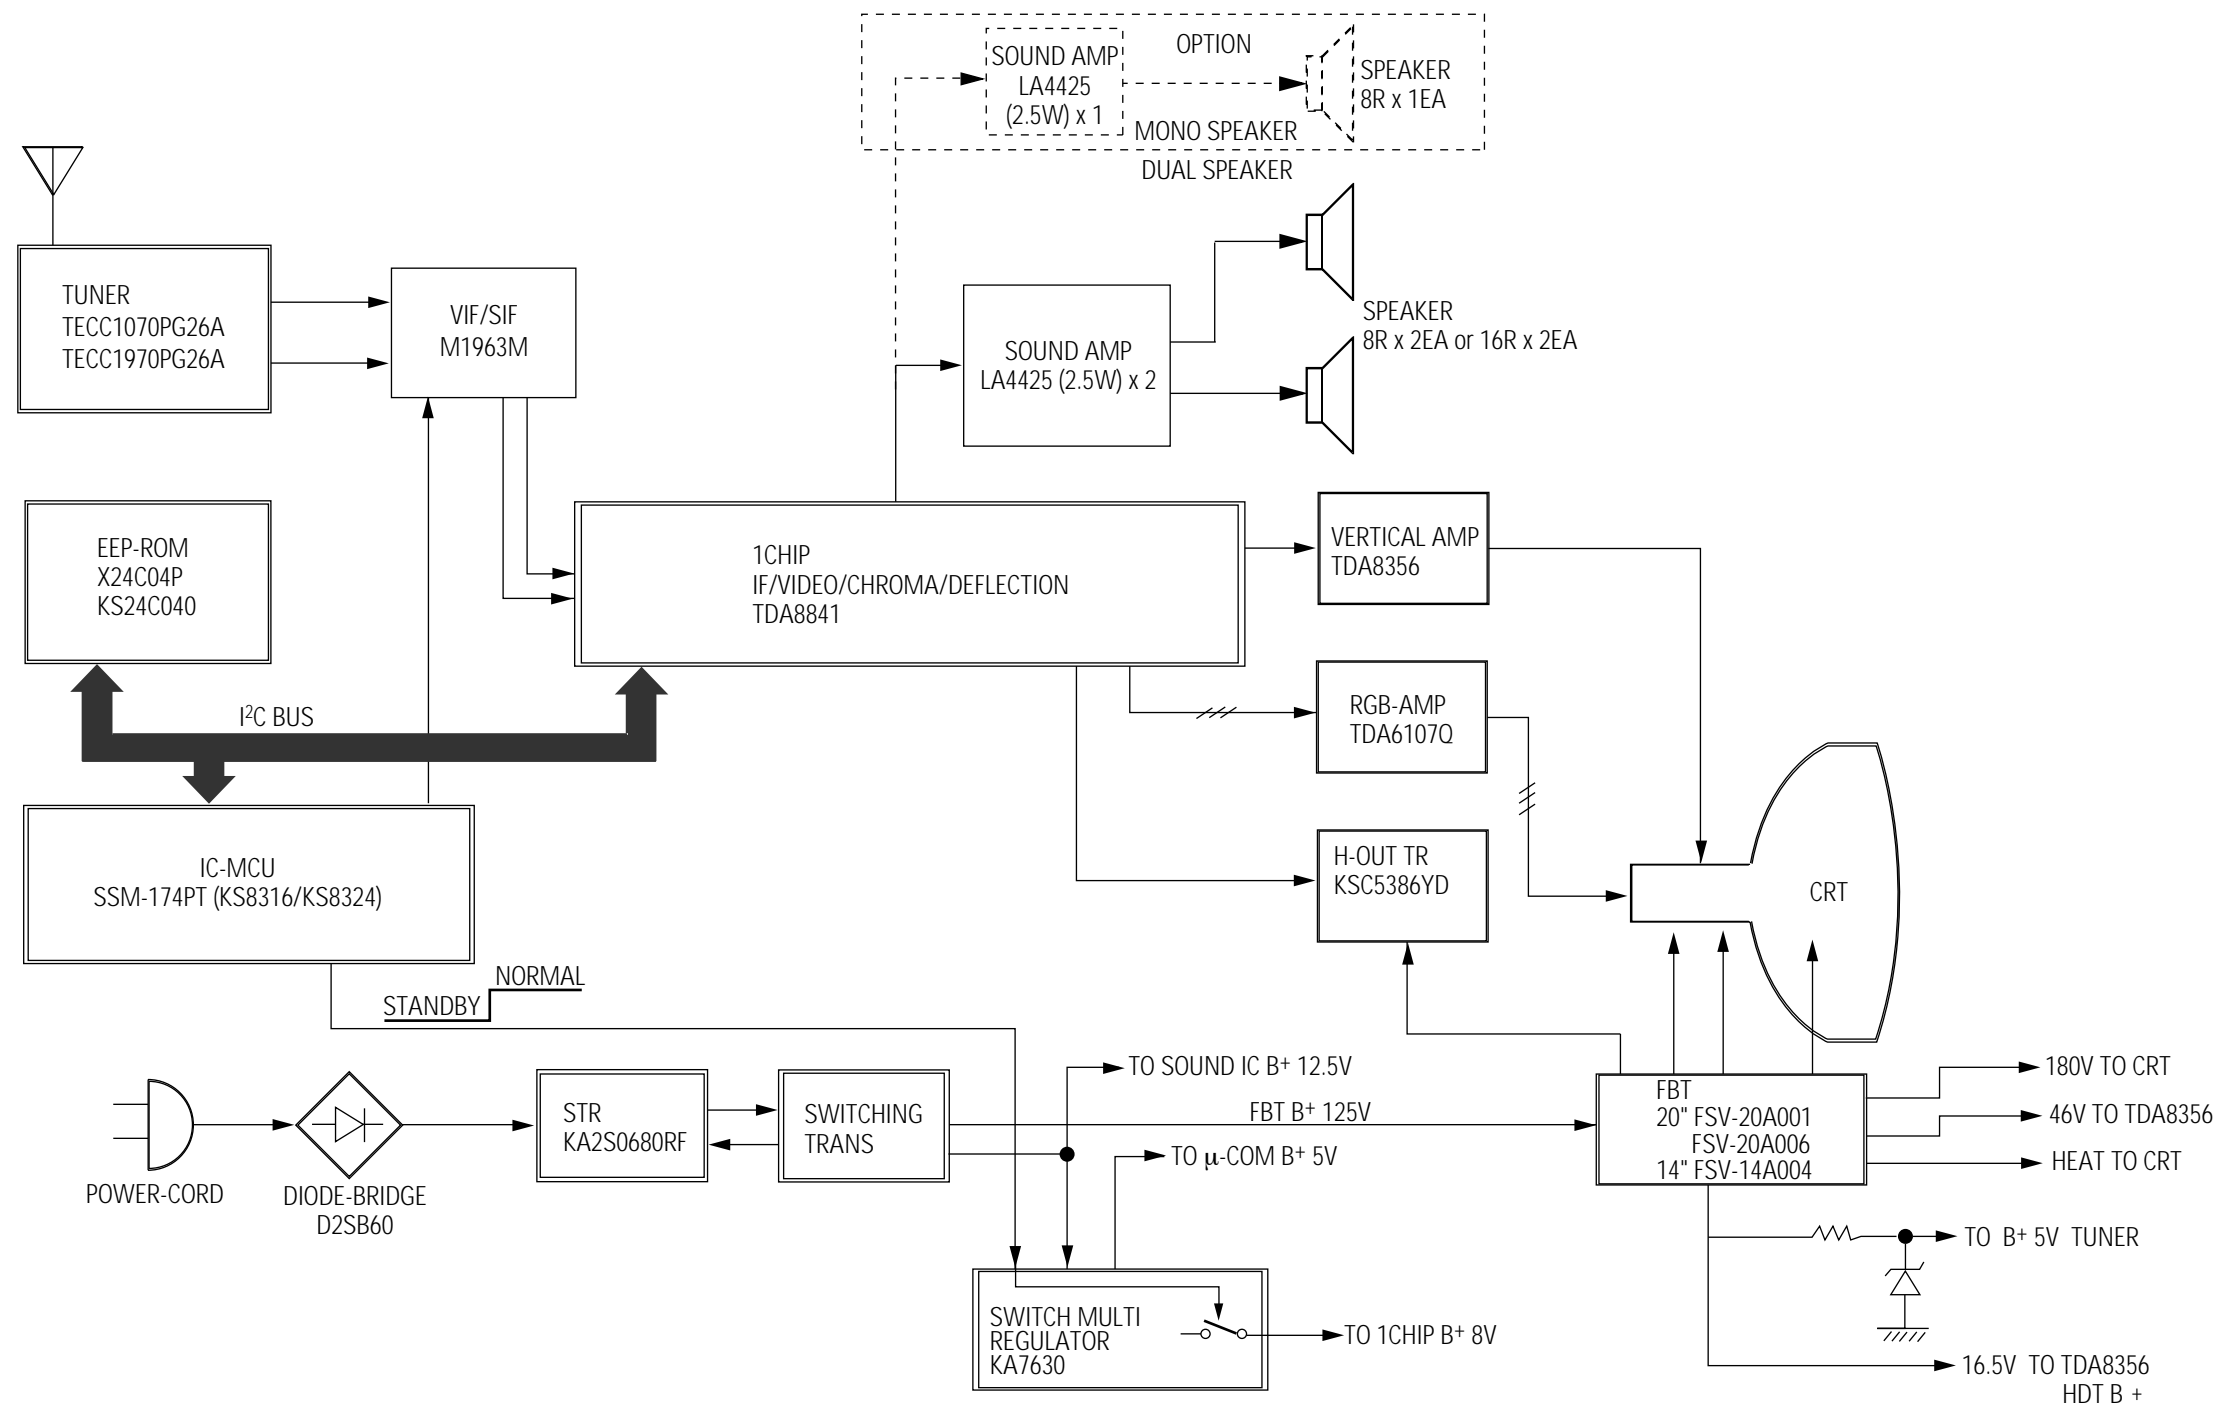 OPTION
SOUND AMP
LA4425
(2.5W) x 1
SPEAKER
8R x 1EA
MONO SPEAKER
DUAL SPEAKER
TUNER
TECC1070PG26A
TECC1970PG26A
VIF/SIF
M1963M
SOUND AMP
LA4425 (2.5W) x 2
SPEAKER
8R x 2EA or 16R x 2EA
EEP-ROM
X24C04P
KS24C040
1CHIP
IF/VIDEO/CHROMA/DEFLECTION
TDA8841
VERTICAL AMP
TDA8356
I²C BUS
RGB-AMP
TDA6107Q
IC-MCU
SSM-174PT (KS8316/KS8324)
H-OUT TR
KSC5386YD
CRT
NORMAL
STANDBY
POWER-CORD
DIODE-BRIDGE
D2SB60
STR
KA2S0680RF
SWITCHING
TRANS
TO SOUND IC B+ 12.5V
FBT B+ 125V
TO μ-COM B+ 5V
FBT
20" FSV-20A001
FSV-20A006
14" FSV-14A004
180V TO CRT
46V TO TDA8356
HEAT TO CRT
TO B+ 5V TUNER
SWITCH MULTI
REGULATOR
KA7630
TO 1CHIP B+ 8V
16.5V TO TDA8356
HDT B +